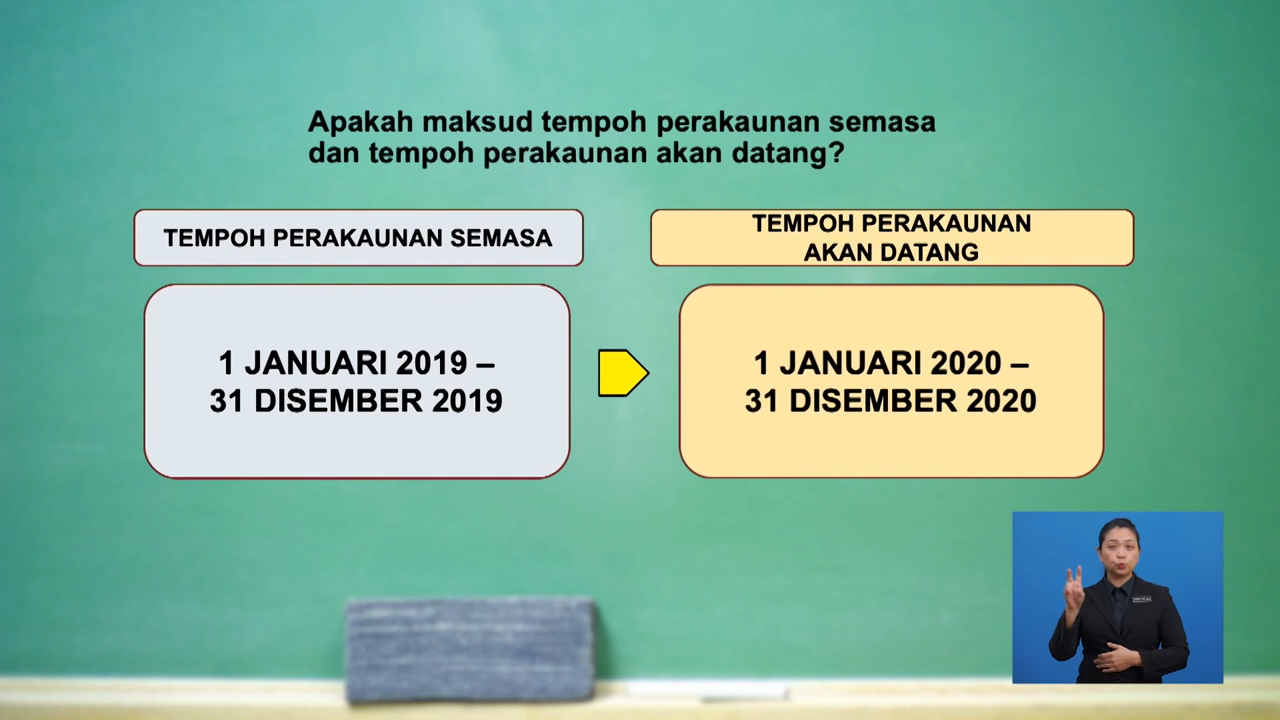 Apakah maksud tempoh perakaunan semasa
dan tempoh perakaunan akan datang?
TEMPOH PERAKAUNAN SEMASA
TEMPOH PERAKAUNAN
AKAN DATANG
1 JANUARI 2019 –
31 DISEMBER 2019
1 JANUARI 2020 –
31 DISEMBER 2020